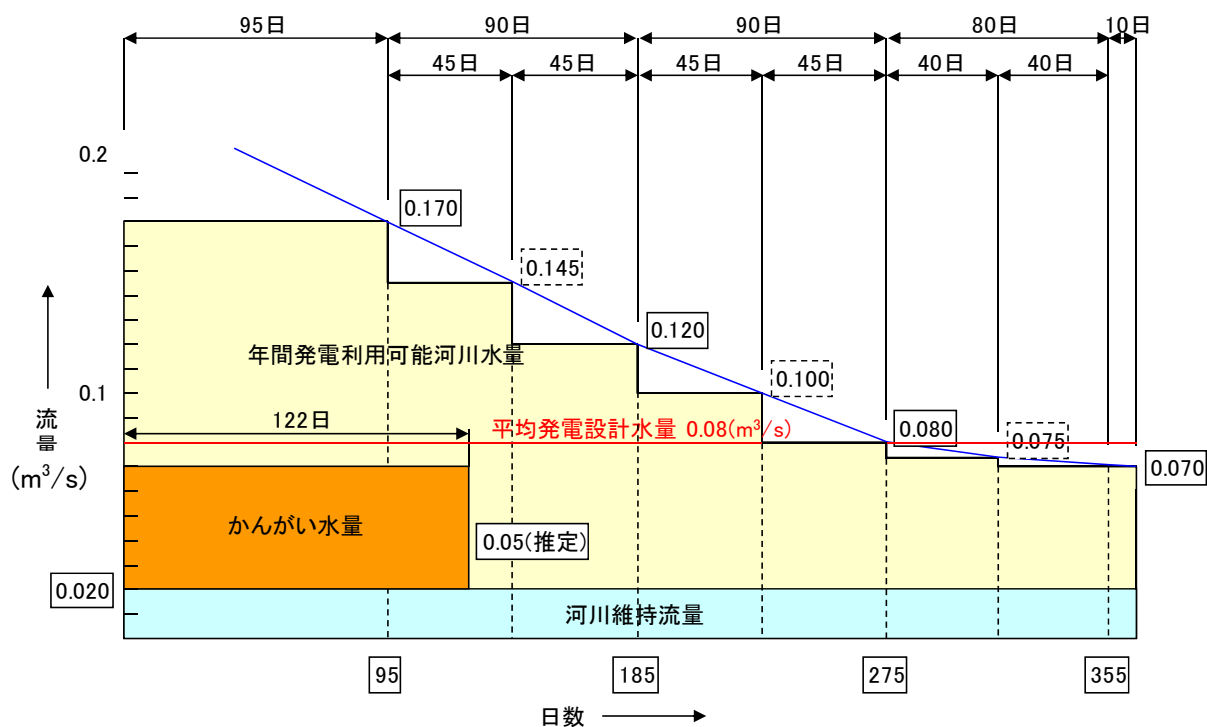 95日 90日 90日 80日 10日
45日 45日 45日 45日 40日 40日
0.2
0.170
0.145
0.120
年間発電利用可能河川水量
0.1
0.100
122日
平均発電設計水量 0.08(m³/s)
0.080
0.075
流
量
(m³/s)
0.070
かんがい水量
0.05(推定)
0.020
河川維持流量
95 185 275 355
日数